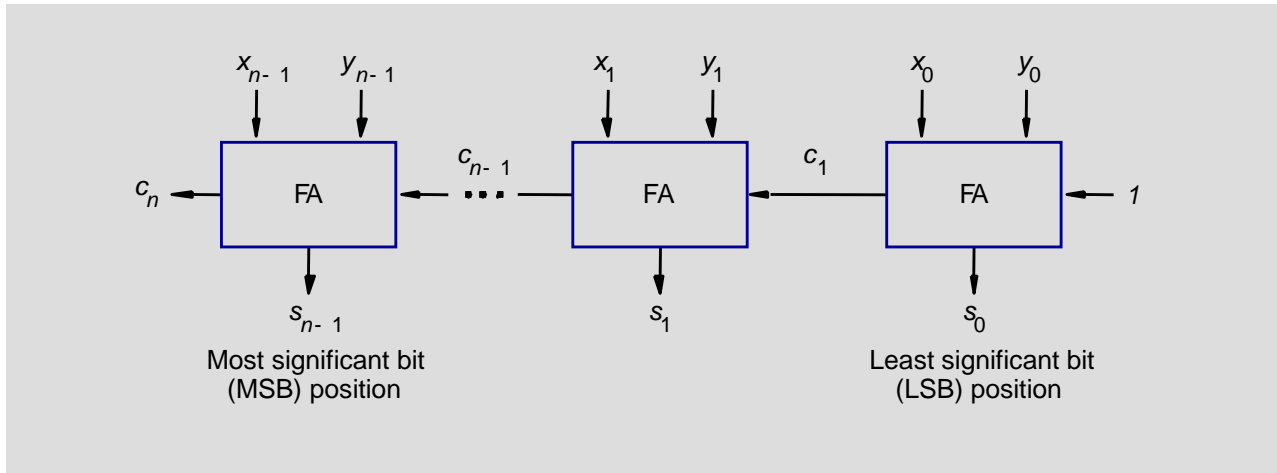 x_{n-1} y_{n-1} x_1 y_1 x_0 y_0
c_n FA c_{n-1} FA c_1 FA 1
s_{n-1} s_1 s_0
Most significant bit
(MSB) position
Least significant bit
(LSB) position